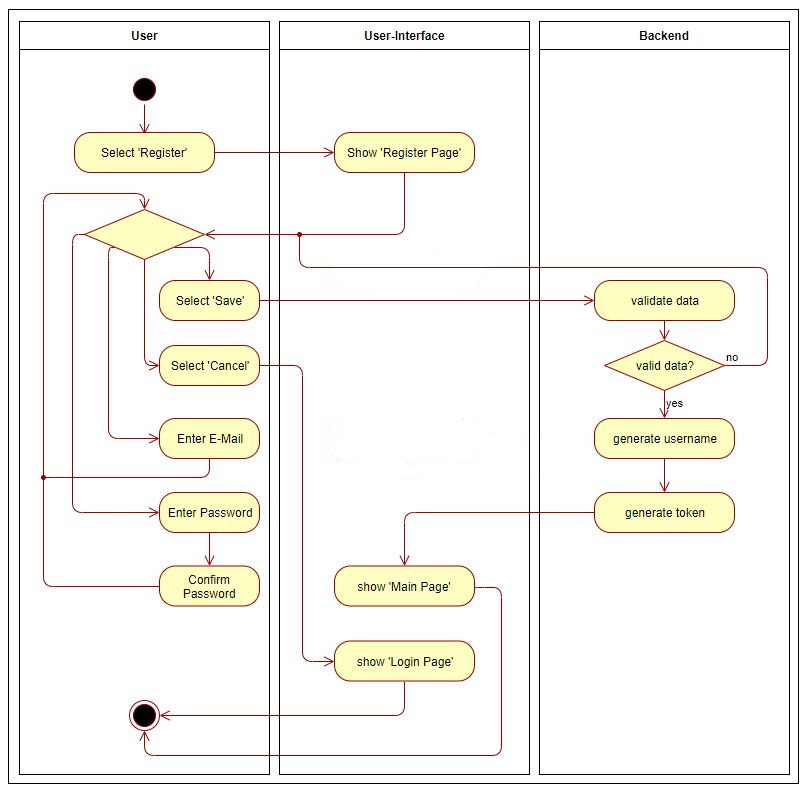 User
User-Interface
Backend
Select 'Register'
Show 'Register Page'
Select 'Save'
validate data
Select 'Cancel'
valid data?
no
yes
Enter E-Mail
generate username
Enter Password
generate token
Confirm
Password
show 'Main Page'
show 'Login Page'